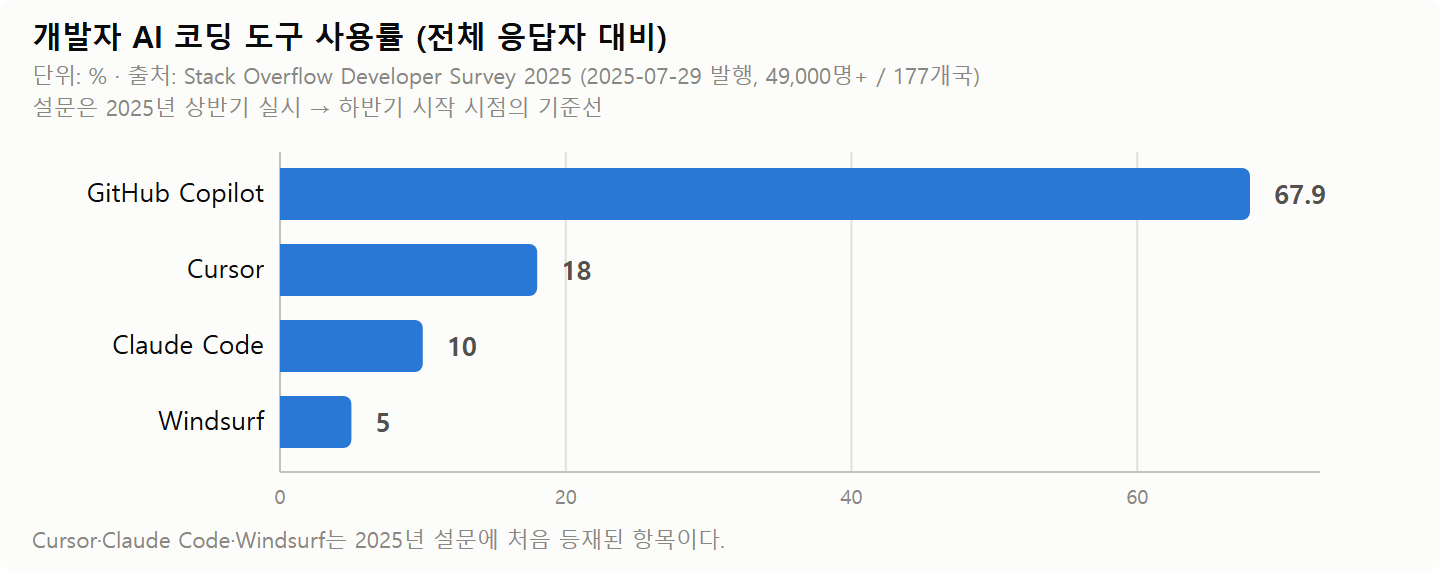 개발자 AI 코딩 도구 사용률 (전체 응답자 대비)
단위: % · 출처: Stack Overflow Developer Survey 2025 (2025-07-29 발행, 49,000명+ / 177개국)
설문은 2025년 상반기 실시 → 하반기 시작 시점의 기준선
GitHub Copilot 67.9
Cursor 18
Claude Code 10
Windsurf 5
0 20 40 60
Cursor·Claude Code·Windsurf는 2025년 설문에 처음 등재된 항목이다.